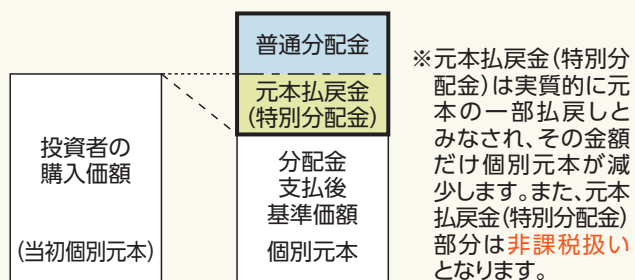 普通分配金
元本払戻金
(特別分配金)
投資者の
購入価額
(当初個別元本)
分配金
支払後
基準価額
個別元本
※元本払戻金(特別分
配金)は実質的に元
本の一部払戻しと
みなされ、その金額
だけ個別元本が減
少します。また、元本
払戻金(特別分配金)
部分は非課税扱い
となります。